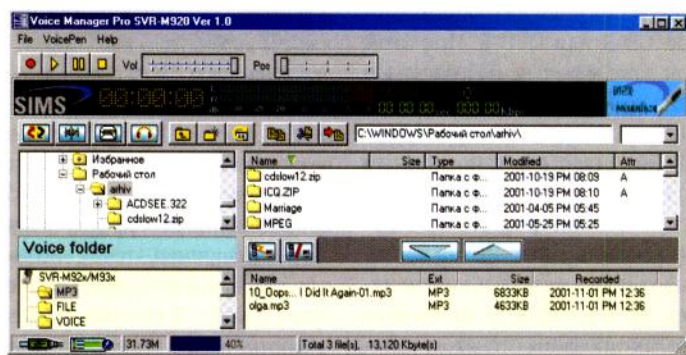 Voice Manager Pro SVR-M920 Ver 1.0
File VoicePen Help
Vol Pos
SIMS 00:00:00
C:\WINDOWS\Рабочий стол\arhiv\
Избранное
Рабочий стол
arhiv
ACDSEE.322
cdslow12.zip
Name Size Type Modified Attr
cdslow12.zip Папка с ф... 2001-10-19 PM 08:09 A
ICQ.ZIP Папка с ф... 2001-10-19 PM 08:10 A
Marriage Папка с ф... 2001-04-05 PM 05:45
MPEG Папка с ф... 2001-05-25 PM 05:25
Voice folder
SVR-M92x/M93x
MP3
FILE
VOICE
Name Ext Size Recorded
10_Oops... I Did It Again-01.mp3 MP3 6833KB 2001-11-01 PM 12:36
olga.mp3 MP3 4633KB 2001-11-01 PM 12:36
31.73M 40% Total 3 file(s), 13,120 Kbyte(s)